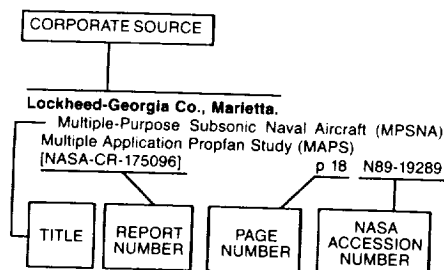 CORPORATE SOURCE
Lockheed-Georgia Co., Marietta.
Multiple-Purpose Subsonic Naval Aircraft (MPSNA)
Multiple Application Propfan Study (MAPS)
[NASA-CR-175096] p 18 N89-19289
TITLE
REPORT
NUMBER
PAGE
NUMBER
NASA
ACCESSION
NUMBER